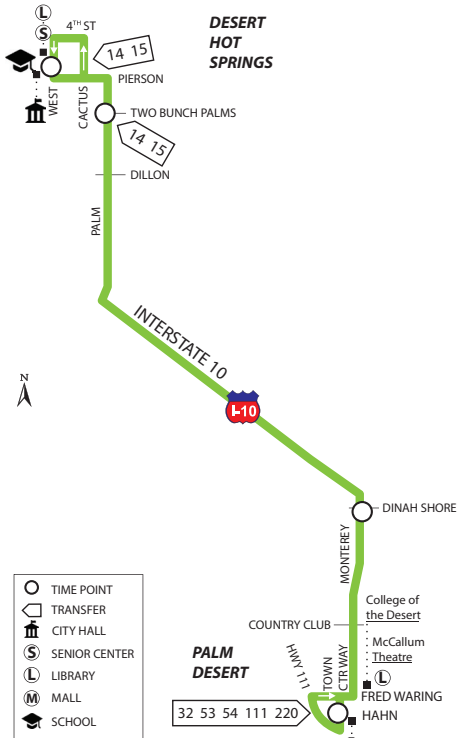 L
S
4TH ST
DESERT
HOT
SPRINGS
14 15
PIERSON
WEST
CACTUS
TWO BUNCH PALMS
14 15
DILLON
PALM
INTERSTATE 10
N
I-10
DINAH SHORE
MONTEREY
College of
the Desert
COUNTRY CLUB
McCallum
Theatre
PALM
DESERT
HWY 111
TOWN
CTR WAY
L
FRED WARING
32 53 54 111 220
HAHN
TIME POINT
TRANSFER
CITY HALL
S SENIOR CENTER
L LIBRARY
M MALL
SCHOOL